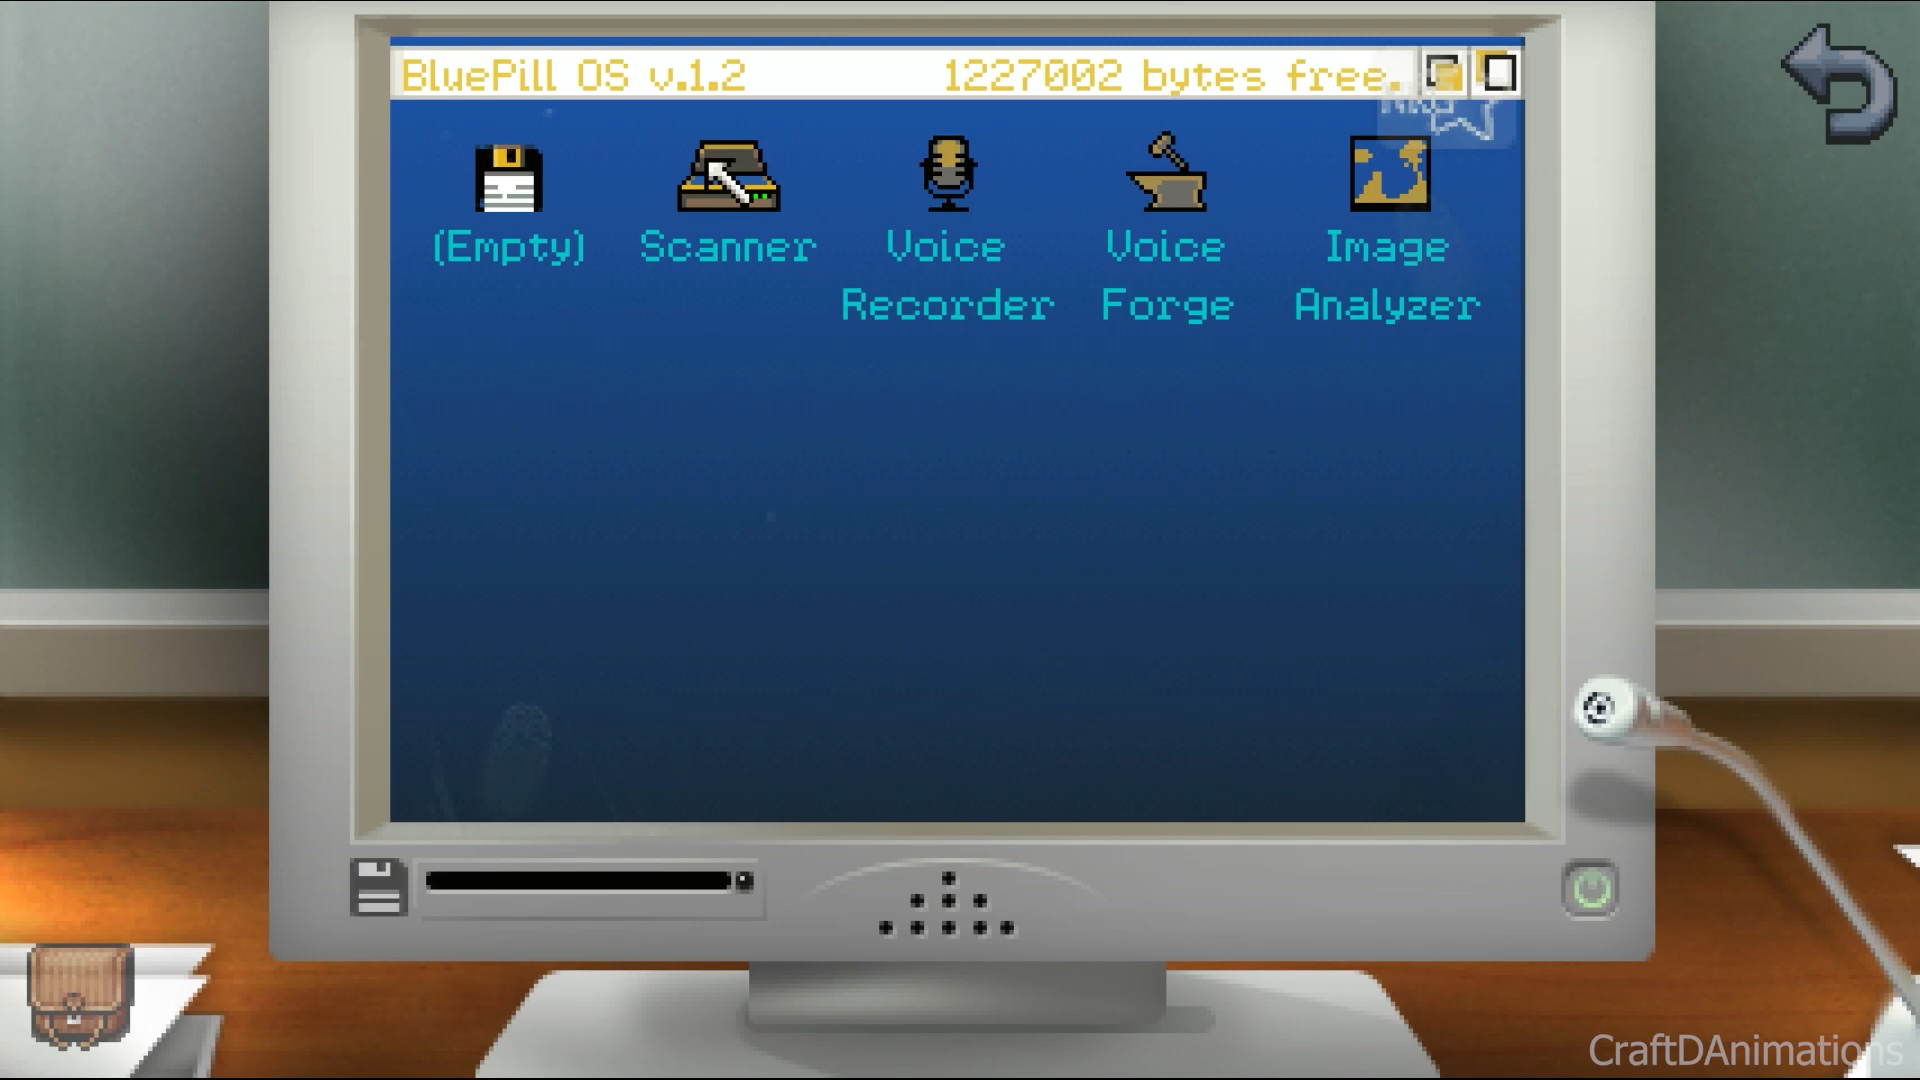 BluePill OS v.1.2 1227002 bytes free.
(Empty) Scanner Voice Recorder Voice Forge Image Analyzer
CraftDAnimations